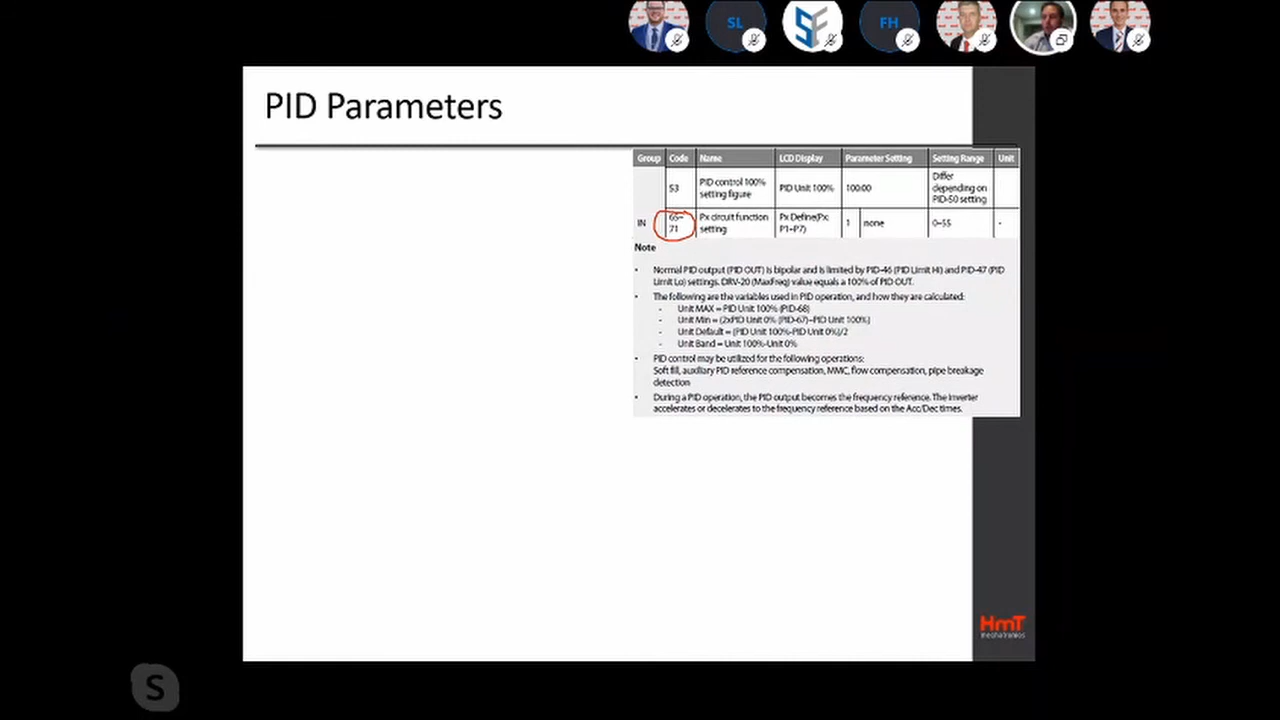 SL
SF
FH
PID Parameters
Group Code Name LCD Display Parameter Setting Setting Range Unit
53 PID control 100% setting figure PID Unit 100% 100.00 Differ depending on PID-50 setting
IN 65–71 Px circuit function setting Px Define(Px: P1–P7) 1 none 0–55 -
Note
• Normal PID output (PID OUT) is bipolar and is limited by PID-46 (PID Limit Hi) and PID-47 (PID
Limit Lo) settings. DRV-20 (MaxFreq) value equals a 100% of PID OUT.
• The following are the variables used in PID operation, and how they are calculated:
- Unit MAX = PID Unit 100% (PID-68)
- Unit Min = (2xPID Unit 0% (PID-67)–PID Unit 100%)
- Unit Default = (PID Unit 100%-PID Unit 0%)/2
- Unit Band = Unit 100%-Unit 0%
• PID control may be utilized for the following operations:
Soft fill, auxiliary PID reference compensation, MMC, flow compensation, pipe breakage
detection
• During a PID operation, the PID output becomes the frequency reference. The inverter
accelerates or decelerates to the frequency reference based on the Acc/Dec times.
HmT
mechatronics
S